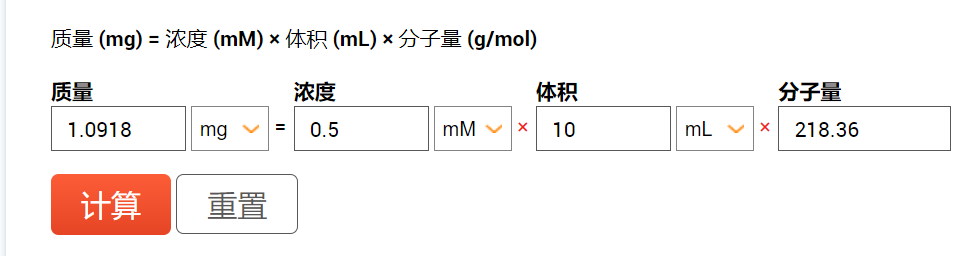 质量 (mg) = 浓度 (mM) × 体积 (mL) × 分子量 (g/mol)
质量 浓度 体积 分子量
1.0918 mg = 0.5 mM × 10 mL × 218.36
计算 重置